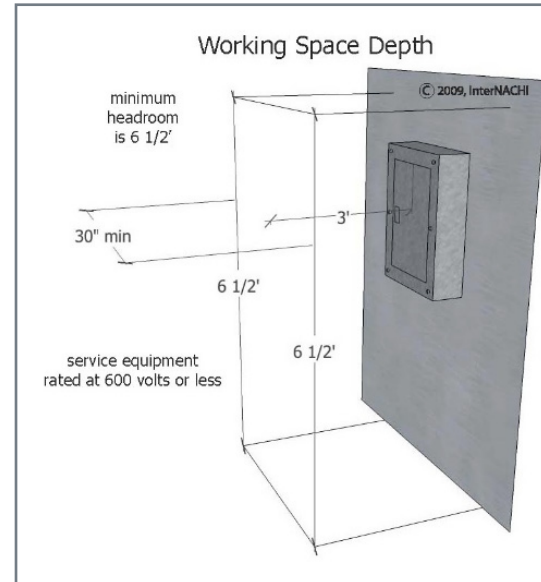 Working Space Depth
© 2009, InterNACHI
minimum
headroom
is 6 1/2'
3'
30" min
6 1/2'
6 1/2'
service equipment
rated at 600 volts or less